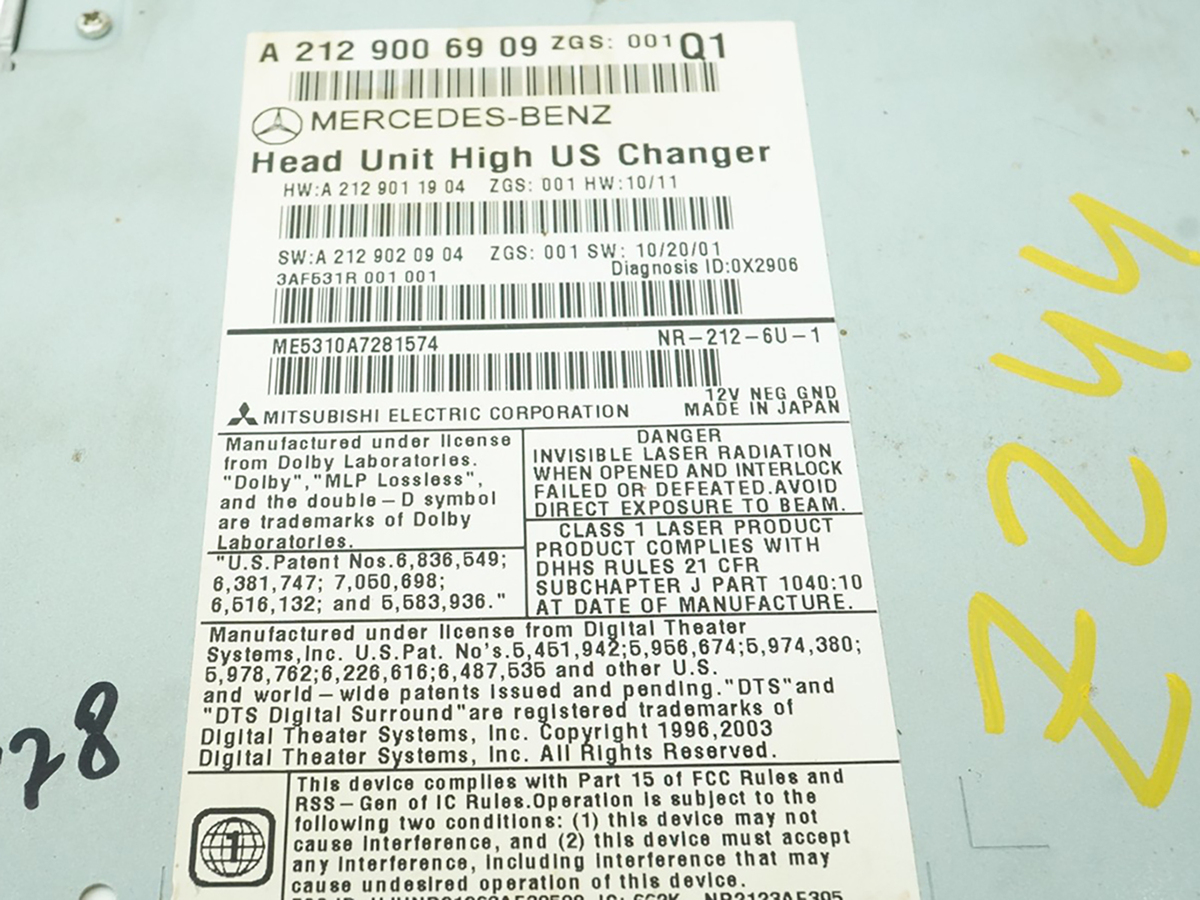 A 212 900 69 09 ZGS: 001 Q1
MERCEDES-BENZ
Head Unit High US Changer
HW:A 212 901 19 04 ZGS: 001 HW:10/11
SW:A 212 902 09 04 ZGS: 001 SW: 10/20/01
3AF531R 001 001 Diagnosis ID:0X2906
ME5310A7281574 NR-212-6U-1
12V NEG GND
MITSUBISHI ELECTRIC CORPORATION MADE IN JAPAN
Manufactured under license
from Dolby Laboratories.
"Dolby","MLP Lossless",
and the double-D symbol
are trademarks of Dolby
Laboratories.
"U.S.Patent Nos.6,836,549;
6,381,747; 7,050,698;
6,516,132; and 5,583,936."
DANGER
INVISIBLE LASER RADIATION
WHEN OPENED AND INTERLOCK
FAILED OR DEFEATED.AVOID
DIRECT EXPOSURE TO BEAM.
CLASS 1 LASER PRODUCT
PRODUCT COMPLIES WITH
DHHS RULES 21 CFR
SUBCHAPTER J PART 1040:10
AT DATE OF MANUFACTURE.
Manufactured under license from Digital Theater
Systems,Inc. U.S.Pat. No's.5,451,942;5,956,674;5,974,380;
5,978,762;6,226,616;6,487,535 and other U.S.
and world-wide patents issued and pending."DTS"and
"DTS Digital Surround"are registered trademarks of
Digital Theater Systems, Inc. Copyright 1996,2003
Digital Theater Systems, Inc. All Rights Reserved.
1
This device complies with Part 15 of FCC Rules and
RSS-Gen of IC Rules.Operation is subject to the
following two conditions: (1) this device may not
cause interference, and (2) this device must accept
any interference, including interference that may
cause undesired operation of this device.
28